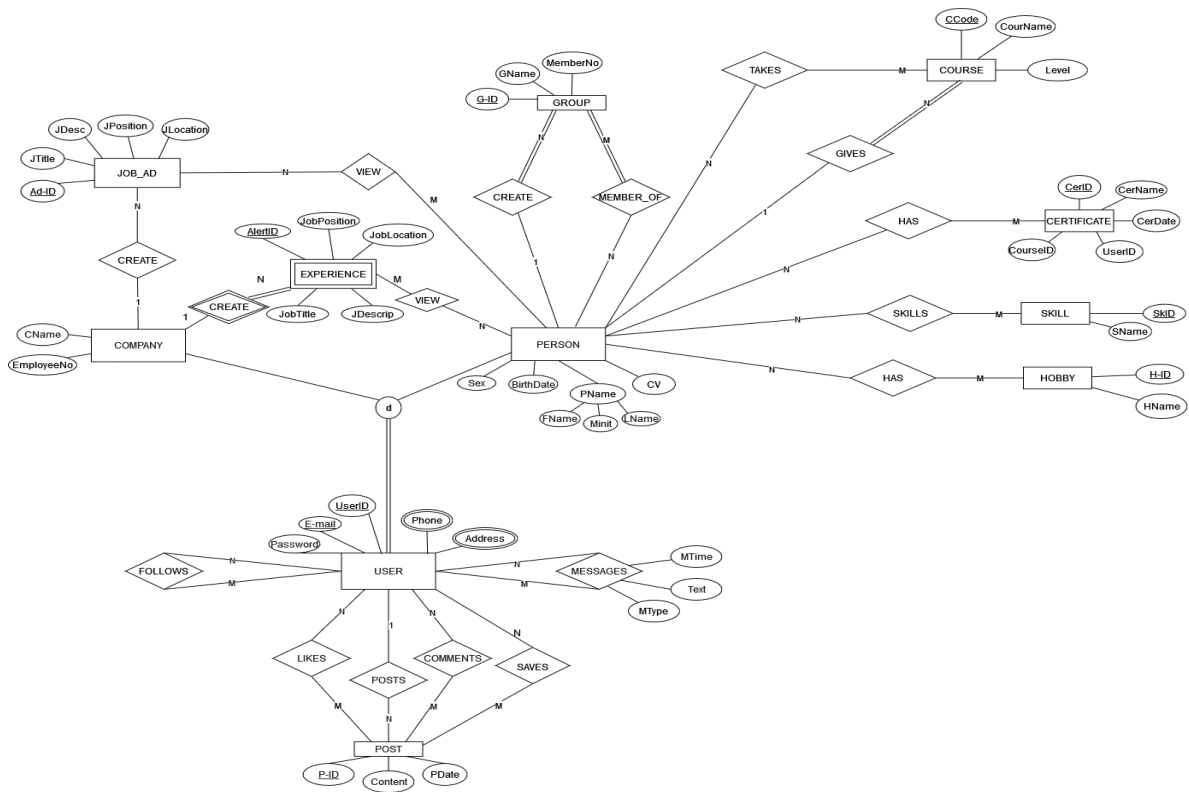 CCode
CourName
TAKES
M
COURSE
Level
MemberNo
GName
G-ID
GROUP
N
N
M
JDesc
JPosition
JLocation
JTitle
Ad-ID
JOB_AD
N
VIEW
M
GIVES
CREATE
MEMBER_OF
N
1
CerID
CerName
HAS
M
CERTIFICATE
CerDate
CourseID
UserID
N
CREATE
1
AlertID
JobPosition
JobLocation
N
EXPERIENCE
M
CREATE
VIEW
JobTitle
JDescrip
1
N
1
N
N
CName
EmployeeNo
COMPANY
PERSON
N
SKILLS
M
SKILL
SkID
SName
Sex
BirthDate
PName
CV
FName
Minit
LName
N
HAS
M
HOBBY
H-ID
HName
d
UserID
E-mail
Password
Phone
Address
FOLLOWS
N
M
USER
N
M
MESSAGES
MTime
Text
MType
N
1
N
N
LIKES
POSTS
COMMENTS
SAVES
M
N
M
M
POST
P-ID
Content
PDate